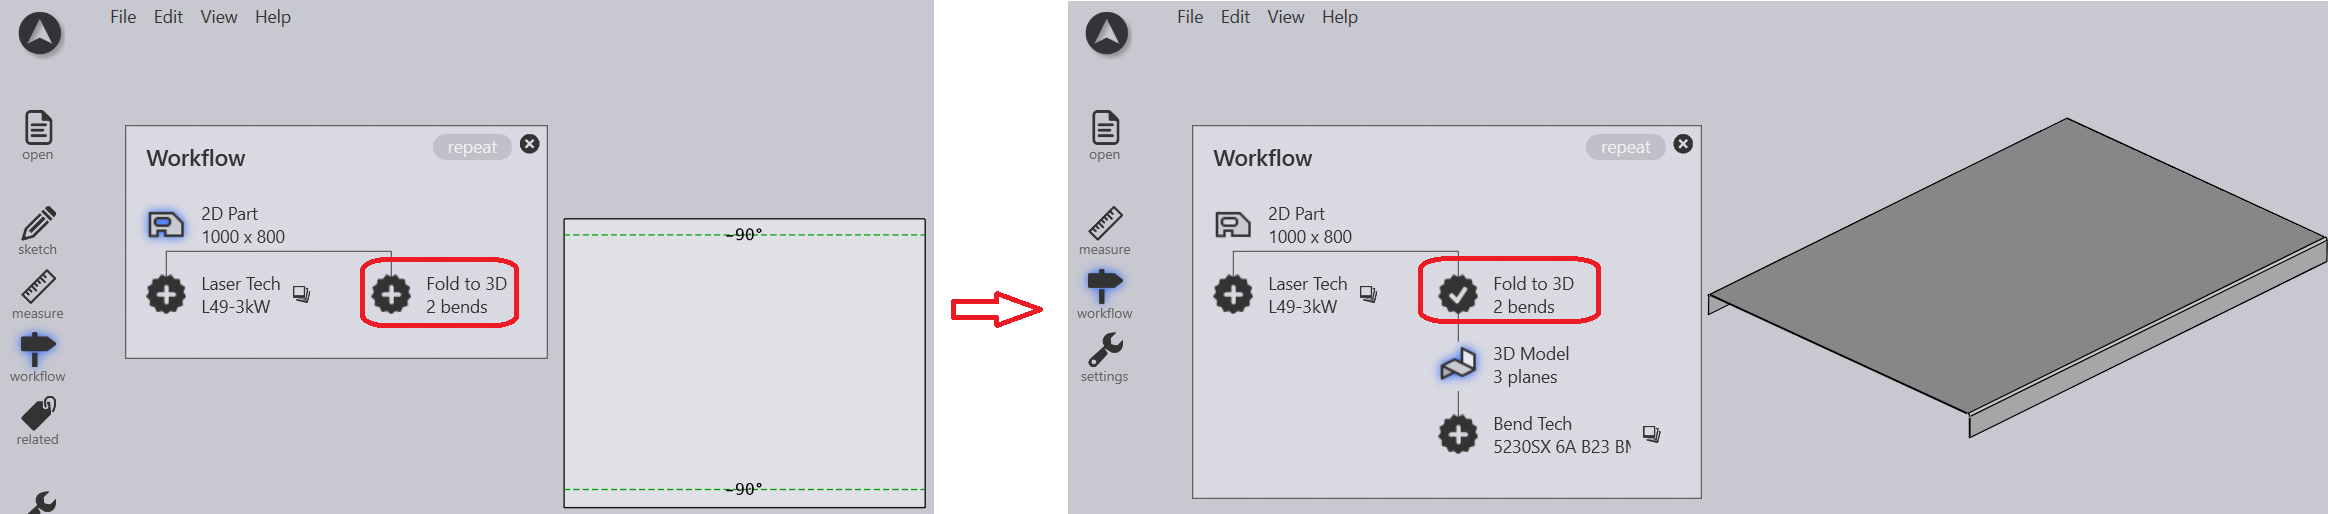 File Edit View Help
open
sketch
measure
workflow
related
Workflow
repeat
2D Part
1000 x 800
Laser Tech
L49-3kW
Fold to 3D
2 bends
-90°
-90°
File Edit View Help
open
measure
workflow
settings
Workflow
repeat
2D Part
1000 x 800
Laser Tech
L49-3kW
Fold to 3D
2 bends
3D Model
3 planes
Bend Tech
5230SX 6A B23